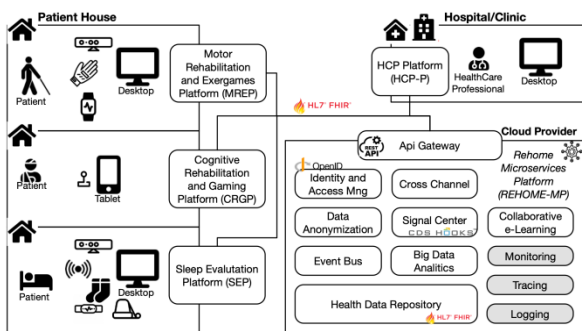 Patient House
Hospital/Clinic
Motor
Rehabilitation
and Exergames
Platform (MREP)
Desktop
Patient
HCP Platform
(HCP-P)
HealthCare
Professional
Desktop
HL7® FHIR®
Cloud Provider
REST
API
Api Gateway
Rehome
Microservices
Platform
(REHOME-MP)
Patient
Tablet
Cognitive
Rehabilitation
and Gaming
Platform (CRGP)
OpenID
Identity and
Access Mng
Cross Channel
Data
Anonymization
Signal Center
CDS HOOKS
Collaborative
e-Learning
Event Bus
Big Data
Analitics
Monitoring
Tracing
Logging
Health Data Repository
HL7® FHIR®
Patient
Desktop
Sleep Evalutation
Platform (SEP)